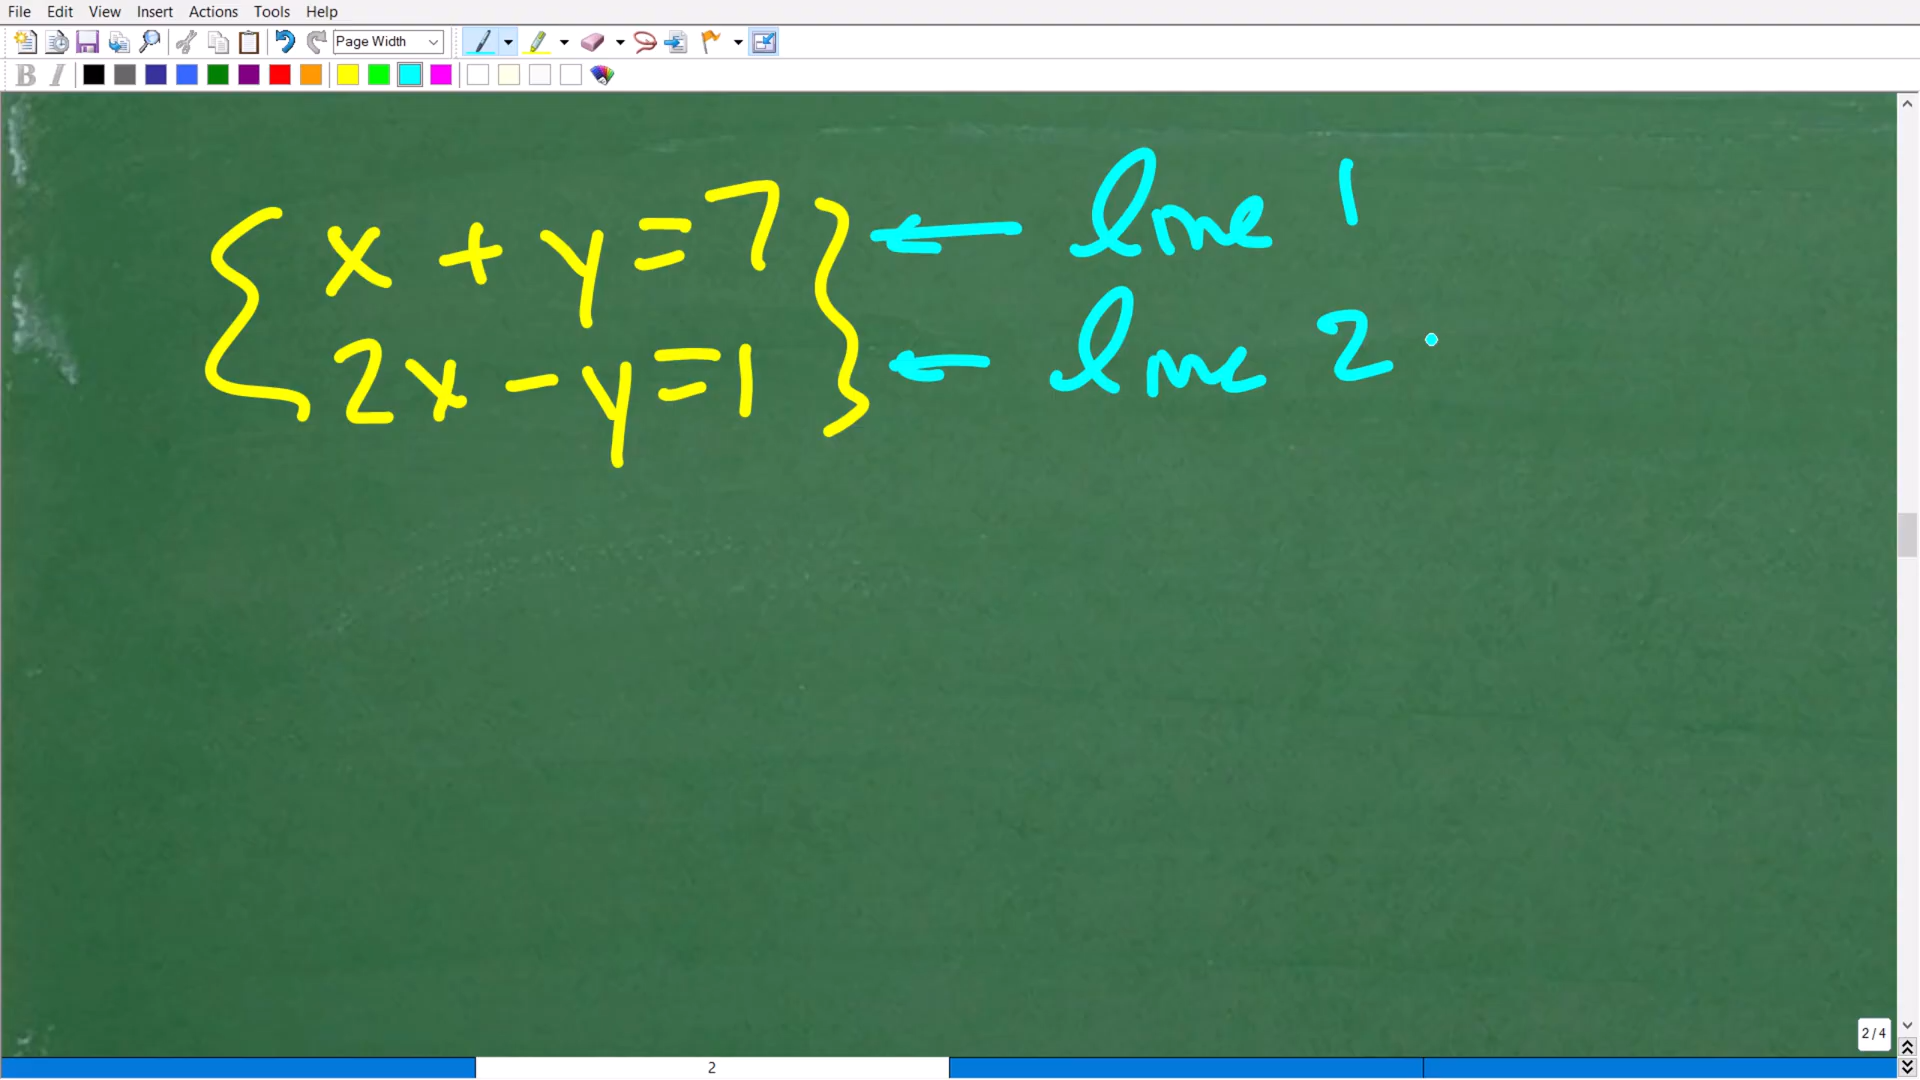 File Edit View Insert Actions Tools Help
Page Width
B I
{ x + y = 7 } ← line 1
2x - y = 1 ← line 2
2 / 4
2